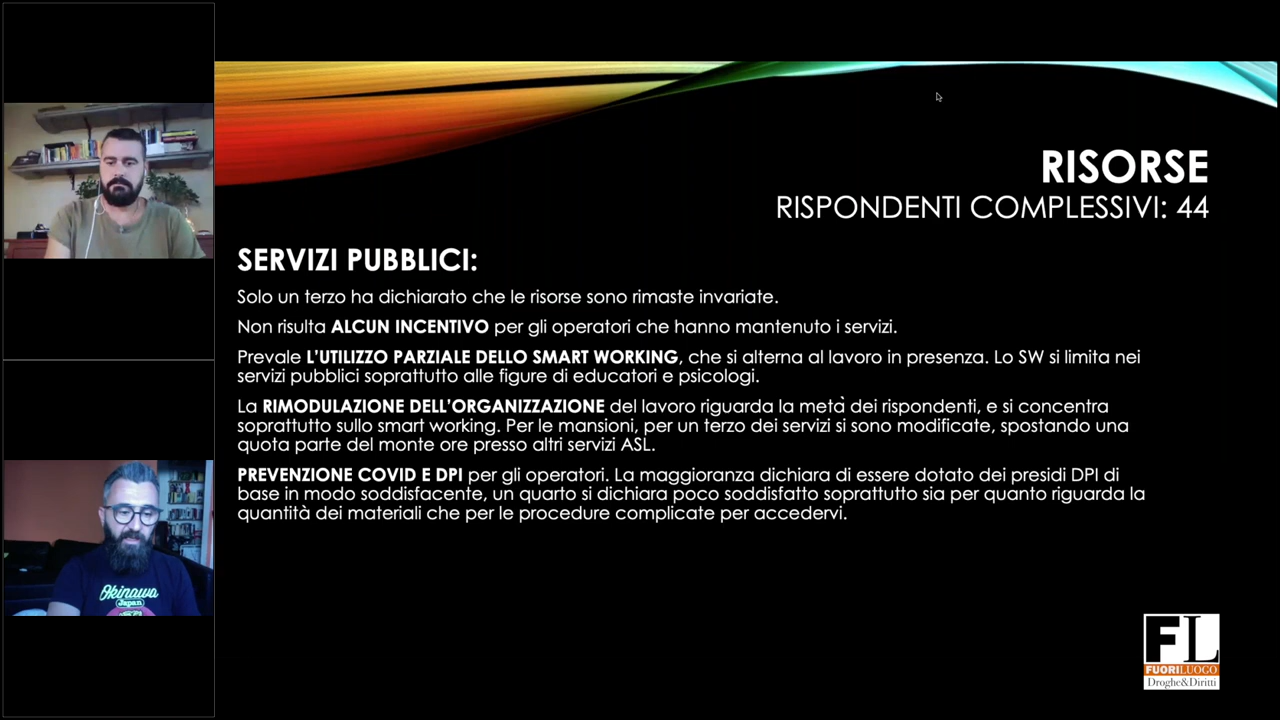 RISORSE
RISPONDENTI COMPLESSIVI: 44
SERVIZI PUBBLICI:
Solo un terzo ha dichiarato che le risorse sono rimaste invariate.
Non risulta ALCUN INCENTIVO per gli operatori che hanno mantenuto i servizi.
Prevale L'UTILIZZO PARZIALE DELLO SMART WORKING, che si alterna al lavoro in presenza. Lo SW si limita nei
servizi pubblici soprattutto alle figure di educatori e psicologi.
La RIMODULAZIONE DELL'ORGANIZZAZIONE del lavoro riguarda la metà dei rispondenti, e si concentra
soprattutto sullo smart working. Per le mansioni, per un terzo dei servizi si sono modificate, spostando una
quota parte del monte ore presso altri servizi ASL.
PREVENZIONE COVID E DPI per gli operatori. La maggioranza dichiara di essere dotato dei presidi DPI di
base in modo soddisfacente, un quarto si dichiara poco soddisfatto soprattutto sia per quanto riguarda la
quantità dei materiali che per le procedure complicate per accedervi.
Okinawa
Japan
FL
FUORILUOGO
Droghe&Diritti